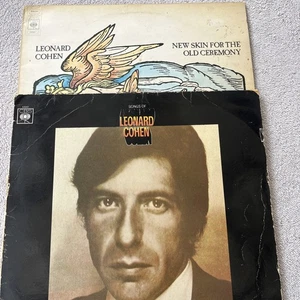 LEONARD
COHEN
NEW SKIN FOR THE
OLD CEREMONY
SONGS OF
LEONARD
COHEN
CBS